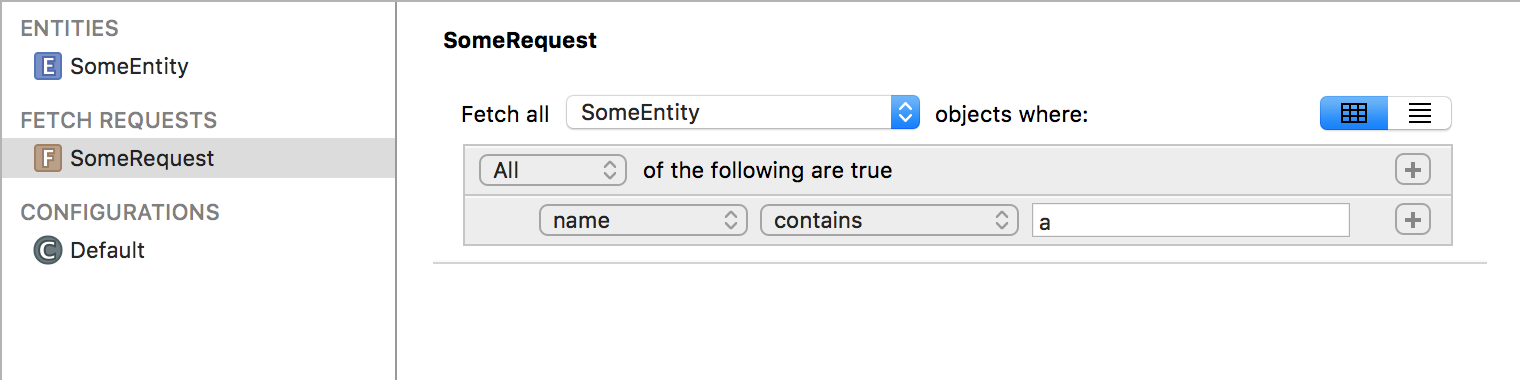 ENTITIES
E SomeEntity
FETCH REQUESTS
F SomeRequest
CONFIGURATIONS
C Default
SomeRequest
Fetch all SomeEntity objects where:
All of the following are true
name contains a